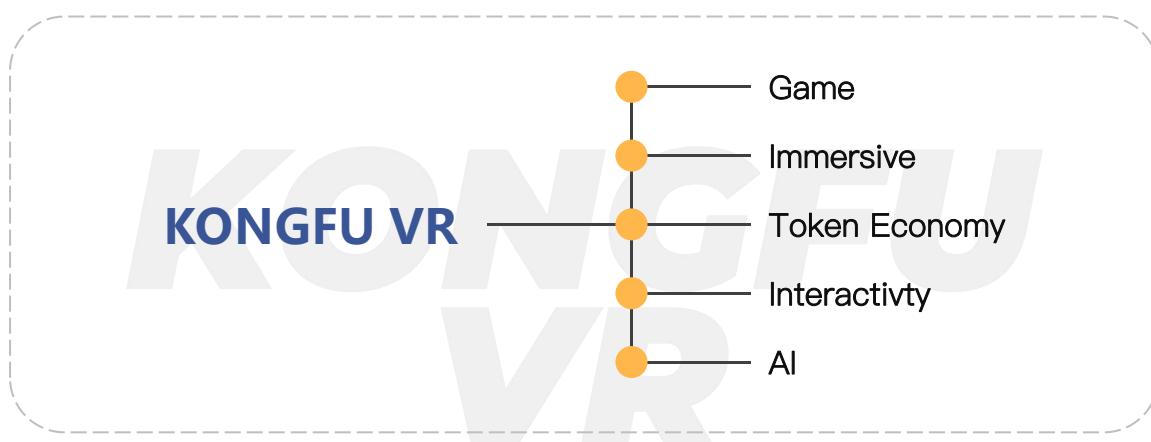 KONGFU VR
KONGFU
VR
Game
Immersive
Token Economy
Interactivty
AI